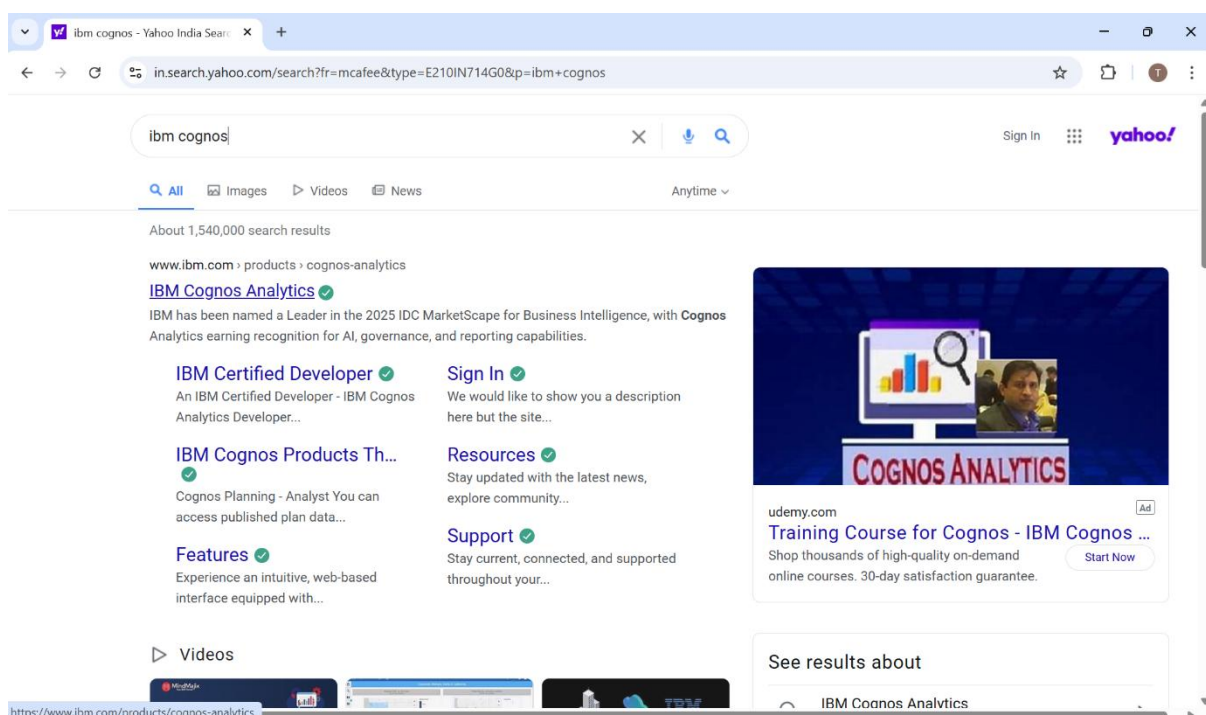 ibm cognos - Yahoo India Searc
in.search.yahoo.com/search?fr=mcafee&type=E210IN714G0&p=ibm+cognos
T
ibm cognos
Sign In
yahoo!
All
Images
Videos
News
Anytime
About 1,540,000 search results
www.ibm.com › products › cognos-analytics
IBM Cognos Analytics
IBM has been named a Leader in the 2025 IDC MarketScape for Business Intelligence, with Cognos
Analytics earning recognition for AI, governance, and reporting capabilities.
IBM Certified Developer
An IBM Certified Developer - IBM Cognos
Analytics Developer...
IBM Cognos Products Th...
Cognos Planning - Analyst You can
access published plan data...
Features
Experience an intuitive, web-based
interface equipped with...
Sign In
We would like to show you a description
here but the site...
Resources
Stay updated with the latest news,
explore community...
Support
Stay current, connected, and supported
throughout your...
COGNOS ANALYTICS
udemy.com
Ad
Training Course for Cognos - IBM Cognos ...
Shop thousands of high-quality on-demand
online courses. 30-day satisfaction guarantee.
Start Now
Videos
MindMajix
IBM
See results about
IBM Cognos Analytics
https://www.ibm.com/products/cognos-analytics